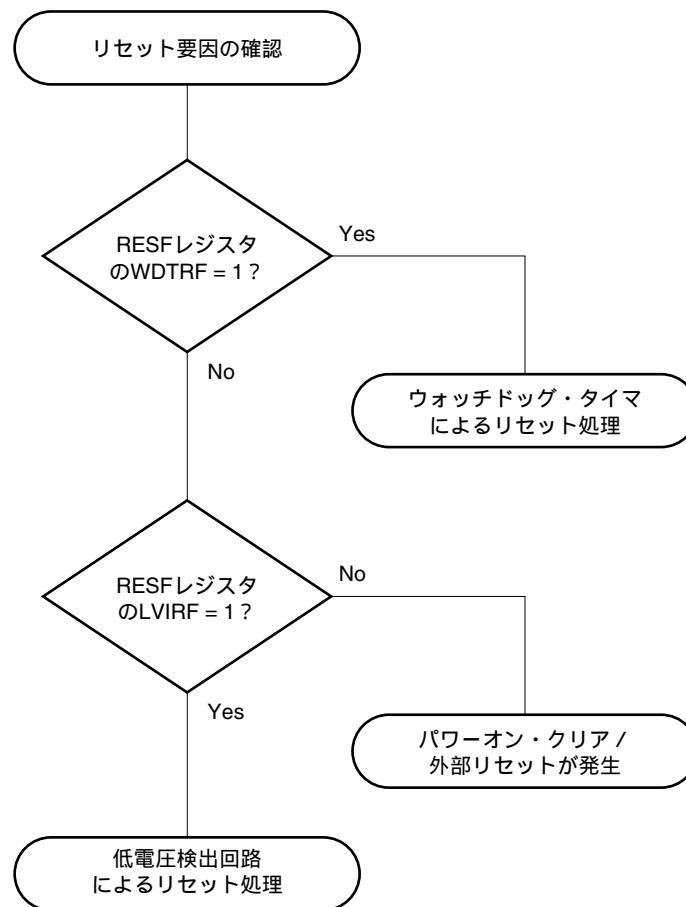 リセット要因の確認
RESFレジスタ
のWDTRF = 1？
Yes
No
ウォッチドッグ・タイマ
によるリセット処理
RESFレジスタ
のLVIRF = 1？
No
Yes
パワーオン・クリア /
外部リセットが発生
低電圧検出回路
によるリセット処理